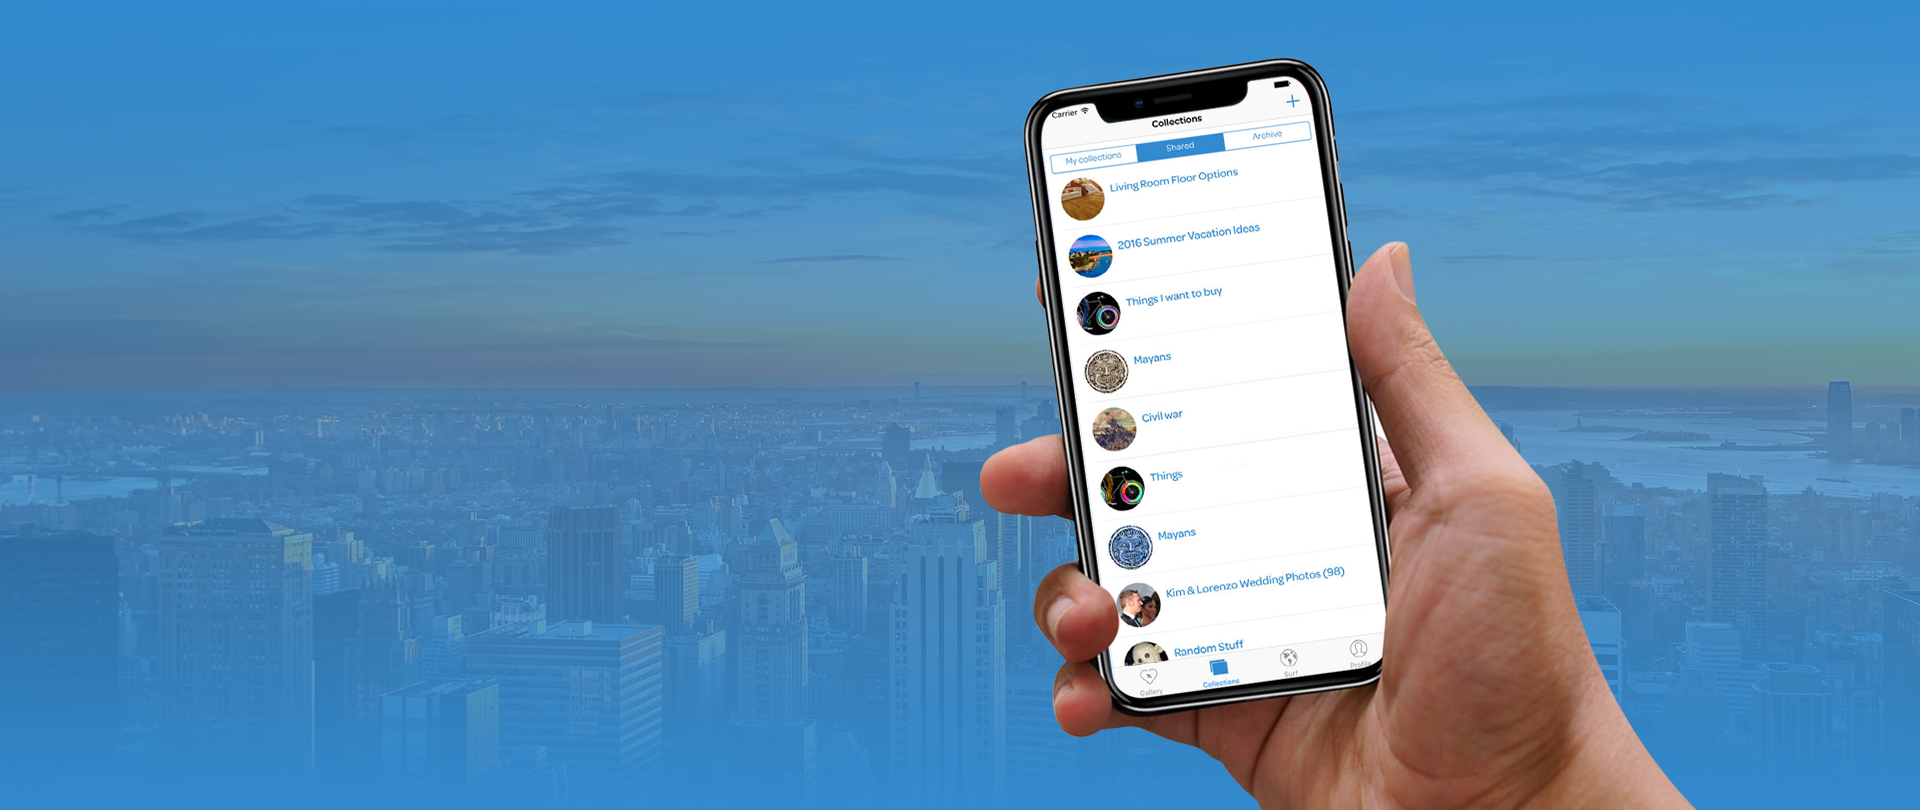 Carrier
Collections
My collections
Shared
Archive
Living Room Floor Options
2016 Summer Vacation Ideas
Things I want to buy
Mayans
Civil war
Things
Mayans
Kim & Lorenzo Wedding Photos (98)
Random Stuff
Gallery
Collections
Surf
Profile